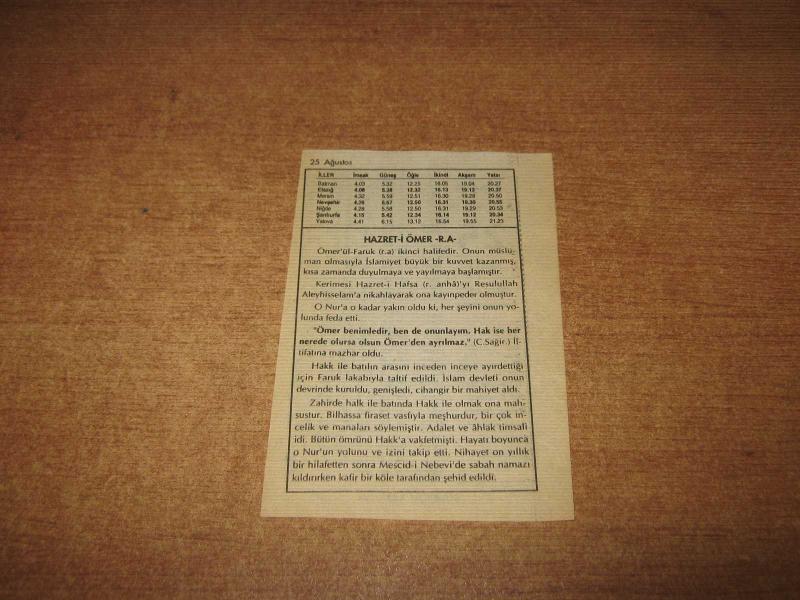 25 Ağustos
İLLER İmsak Güneş Öğle İkindi Akşam Yatsı
Batman 4.03 5.32 12.25 16.05 19.04 20.27
Elazığ 4.08 5.38 12.32 16.13 19.12 20.37
Mersin 4.32 5.59 12.51 16.30 19.28 20.50
Nevşehir 4.26 5.57 12.50 16.31 19.30 20.55
Niğde 4.28 5.58 12.50 16.31 19.29 20.53
Şanlıurfa 4.15 5.42 12.34 16.14 19.12 20.34
Yalova 4.41 6.15 13.12 16.54 19.55 21.23
HAZRET-İ ÖMER -R.A-
Ömer'ül-Faruk (r.a) ikinci halifedir. Onun müslü-
man olmasıyla İslamiyet büyük bir kuvvet kazanmış,
kısa zamanda duyulmaya ve yayılmaya başlamıştır.
Kerimesi Hazret-i Hafsa (r. anhâ)'yı Resulullah
Aleyhisselam'a nikahlayarak ona kayınpeder olmuştur.
O Nur'a o kadar yakın oldu ki, her şeyini onun yo-
lunda feda etti.
"Ömer benimledir, ben de onunlayım. Hak ise her
nerede olursa olsun Ömer'den ayrılmaz." (C.Sağir.) İl-
tifatına mazhar oldu.
Hakk ile batılın arasını inceden inceye ayırdettiği
için Faruk lakabıyla taltif edildi. İslam devleti onun
devrinde kuruldu, genişledi, cihangir bir mahiyet aldı.
Zahirde halk ile batında Hakk ile olmak ona mah-
sustur. Bilhassa firaset vasfıyla meşhurdur, bir çok in-
celik ve manaları söylemiştir. Adalet ve âhlak timsali
idi. Bütün ömrünü Hakk'a vakfetmişti. Hayatı boyunca
o Nur'un yolunu ve izini takip etti. Nihayet on yıllık
bir hilafetten sonra Mescid-i Nebevi'de sabah namazı
kıldırırken kafir bir köle tarafından şehid edildi.